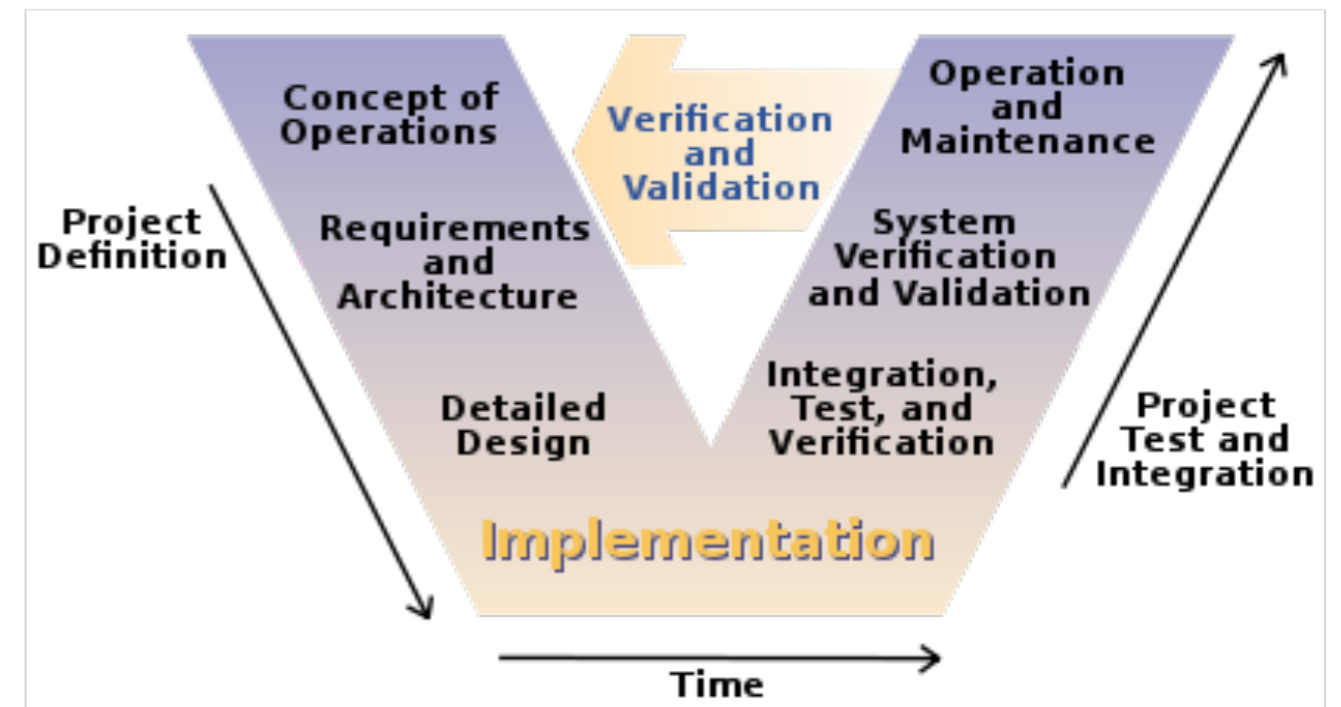 Concept of
Operations
Verification
and
Validation
Operation
and
Maintenance
Project
Definition
Requirements
and
Architecture
System
Verification
and Validation
Detailed
Design
Integration,
Test, and
Verification
Project
Test and
Integration
Implementation
Time